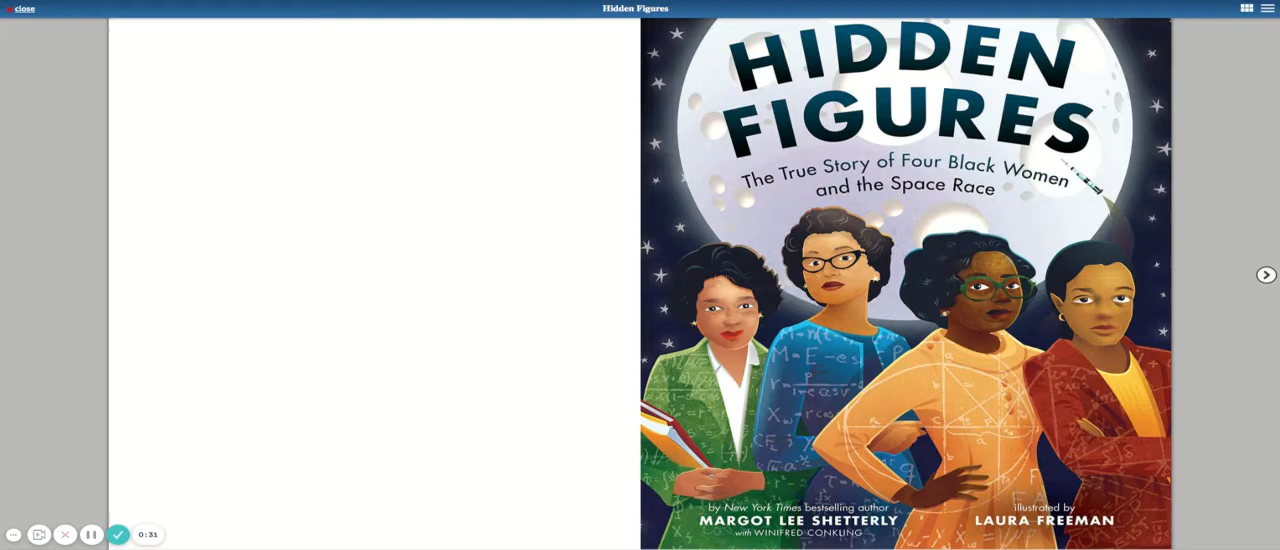 close
Hidden Figures
HIDDEN
FIGURES
The True Story of Four Black Women
and the Space Race
by New York Times bestselling author
MARGOT LEE SHETTERLY
with WINIFRED CONKLING
illustrated by
LAURA FREEMAN
0:31